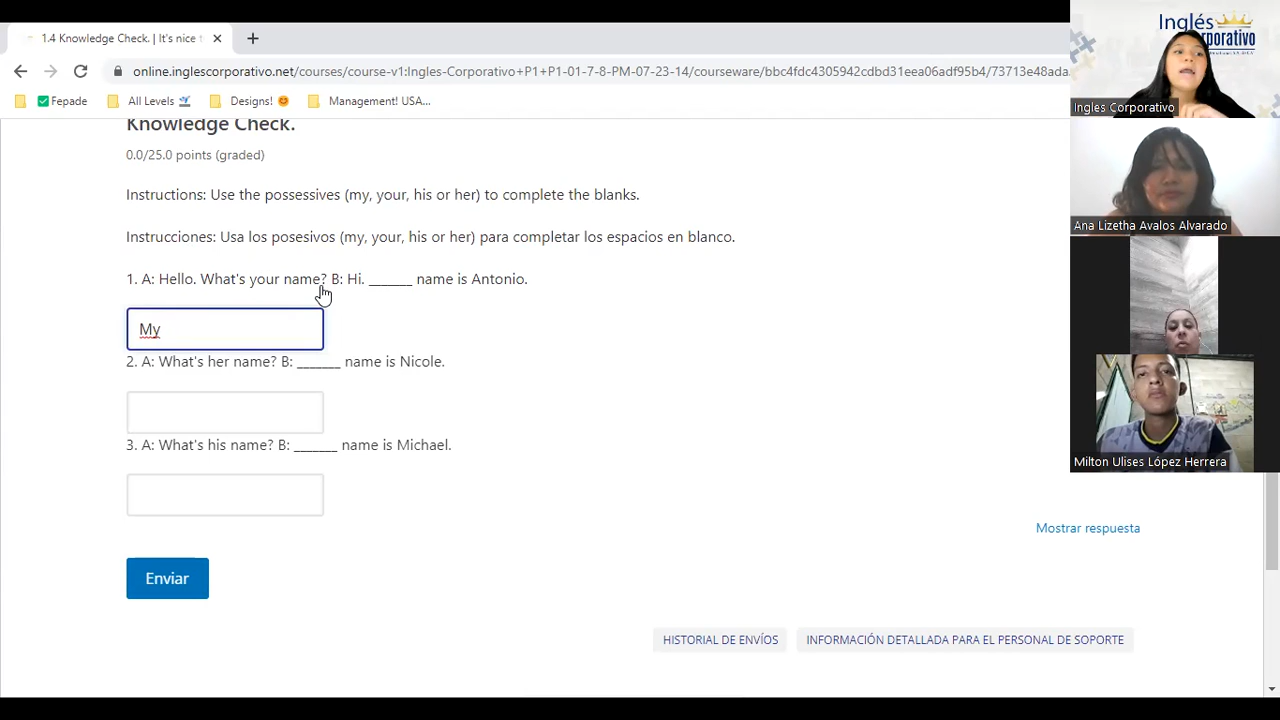 1.4 Knowledge Check. | It's nice
online.inglescorporativo.net/courses/course-v1:Ingles-Corporativo+P1+P1-01-7-8-PM-07-23-14/courseware/bbc4fdc4305942cdbd31eea06adf95b4/73713e48ada
Fepade All Levels Designs! Management! USA...
Knowledge Check.
0.0/25.0 points (graded)
Instructions: Use the possessives (my, your, his or her) to complete the blanks.
Instrucciones: Usa los posesivos (my, your, his or her) para completar los espacios en blanco.
1. A: Hello. What's your name? B: Hi. _______ name is Antonio.
My
2. A: What's her name? B: _______ name is Nicole.
3. A: What's his name? B: _______ name is Michael.
Mostrar respuesta
Enviar
HISTORIAL DE ENVÍOS
INFORMACIÓN DETALLADA PARA EL PERSONAL DE SOPORTE
Inglés
Ingles Corporativo
Ana Lizetha Avalos Alvarado
Milton Ulises López Herrera